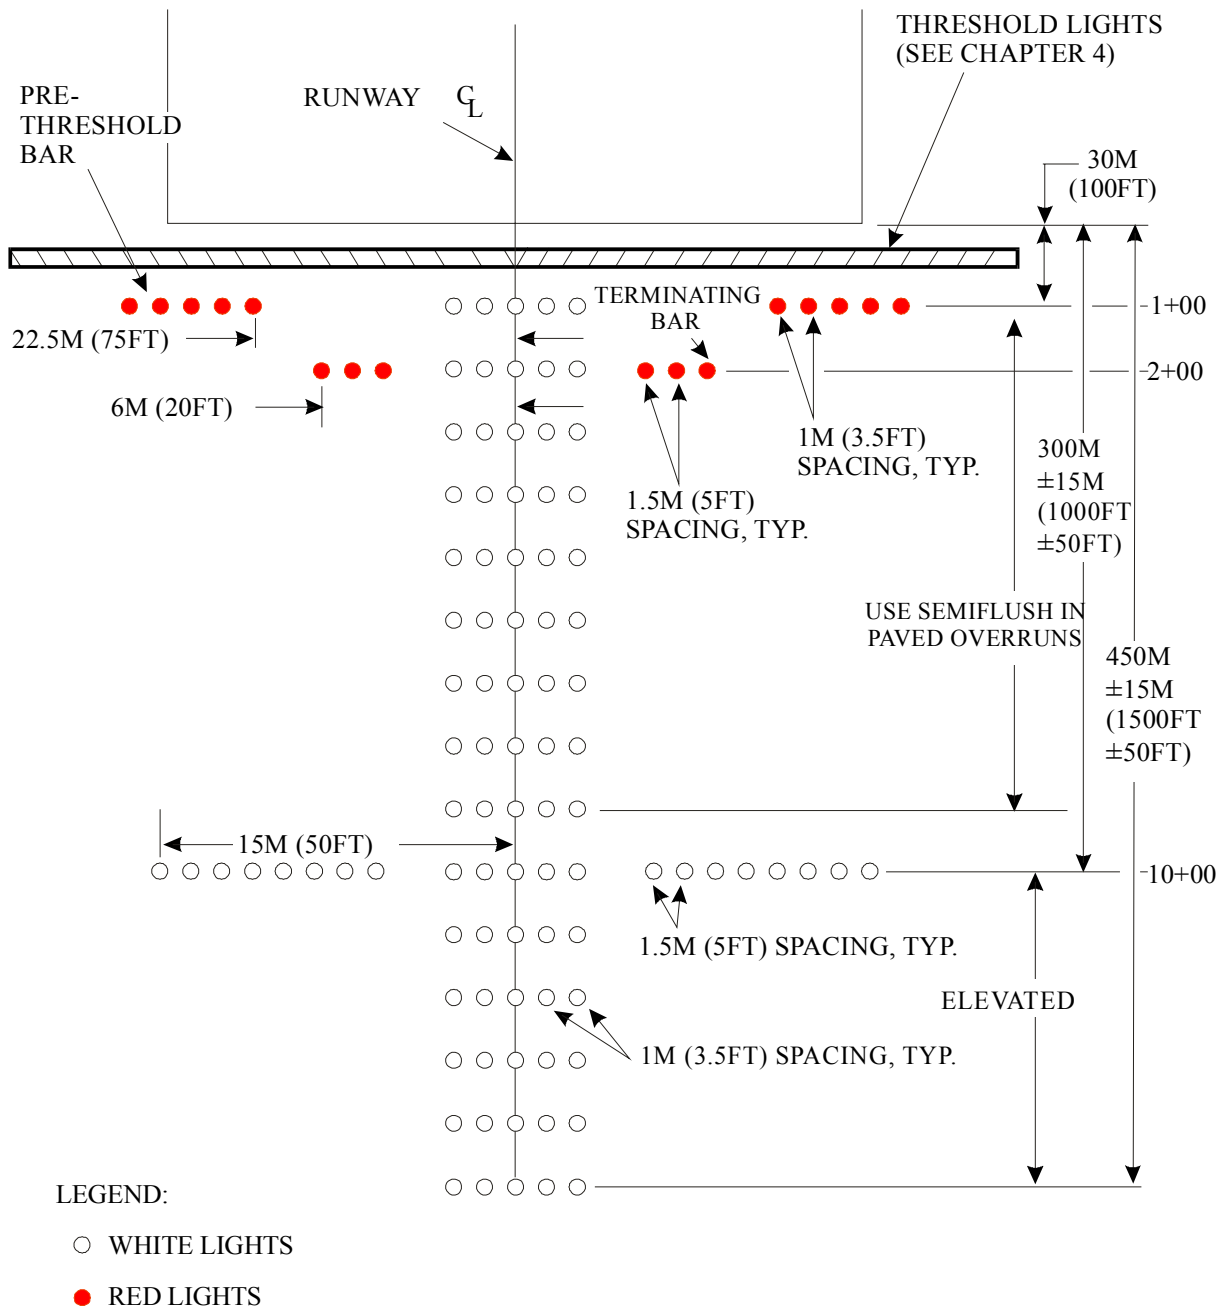 THRESHOLD LIGHTS
(SEE CHAPTER 4)
PRE-
THRESHOLD
BAR
RUNWAY CL
30M
(100FT)
TERMINATING
BAR
1+00
22.5M (75FT)
2+00
6M (20FT)
1M (3.5FT)
SPACING, TYP.
300M
±15M
(1000FT
±50FT)
1.5M (5FT)
SPACING, TYP.
USE SEMIFLUSH IN
PAVED OVERRUNS
450M
±15M
(1500FT
±50FT)
15M (50FT)
10+00
1.5M (5FT) SPACING, TYP.
ELEVATED
1M (3.5FT) SPACING, TYP.
LEGEND:
WHITE LIGHTS
RED LIGHTS